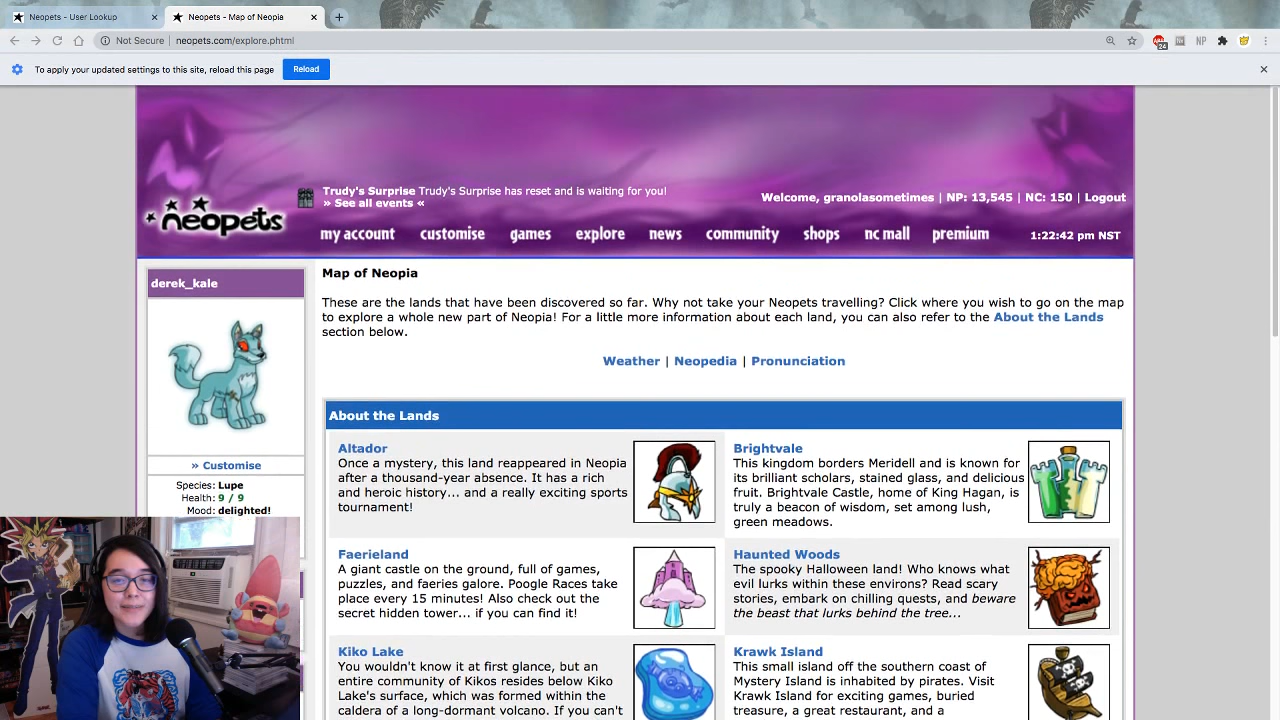 Neopets - User Lookup
Neopets - Map of Neopia
Not Secure | neopets.com/explore.phtml
24
NP
To apply your updated settings to this site, reload this page
Reload
Trudy's Surprise Trudy's Surprise has reset and is waiting for you!
» See all events «
Welcome, granolasometimes | NP: 13,545 | NC: 150 | Logout
neopets
my account customise games explore news community shops nc mall premium
1:22:42 pm NST
derek_kale
» Customise
Species: Lupe
Health: 9 / 9
Mood: delighted!
Map of Neopia
These are the lands that have been discovered so far. Why not take your Neopets travelling? Click where you wish to go on the map
to explore a whole new part of Neopia! For a little more information about each land, you can also refer to the About the Lands
section below.
Weather | Neopedia | Pronunciation
About the Lands
Altador
Once a mystery, this land reappeared in Neopia
after a thousand-year absence. It has a rich
and heroic history... and a really exciting sports
tournament!
Brightvale
This kingdom borders Meridell and is known for
its brilliant scholars, stained glass, and delicious
fruit. Brightvale Castle, home of King Hagan, is
truly a beacon of wisdom, set among lush,
green meadows.
Faerieland
A giant castle on the ground, full of games,
puzzles, and faeries galore. Poogle Races take
place every 15 minutes! Also check out the
secret hidden tower... if you can find it!
Haunted Woods
The spooky Halloween land! Who knows what
evil lurks within these environs? Read scary
stories, embark on chilling quests, and beware
the beast that lurks behind the tree...
Kiko Lake
You wouldn't know it at first glance, but an
entire community of Kikos resides below Kiko
Lake's surface, which was formed within the
caldera of a long-dormant volcano. If you can't
Krawk Island
This small island off the southern coast of
Mystery Island is inhabited by pirates. Visit
Krawk Island for exciting games, buried
treasure, a great restaurant, and a